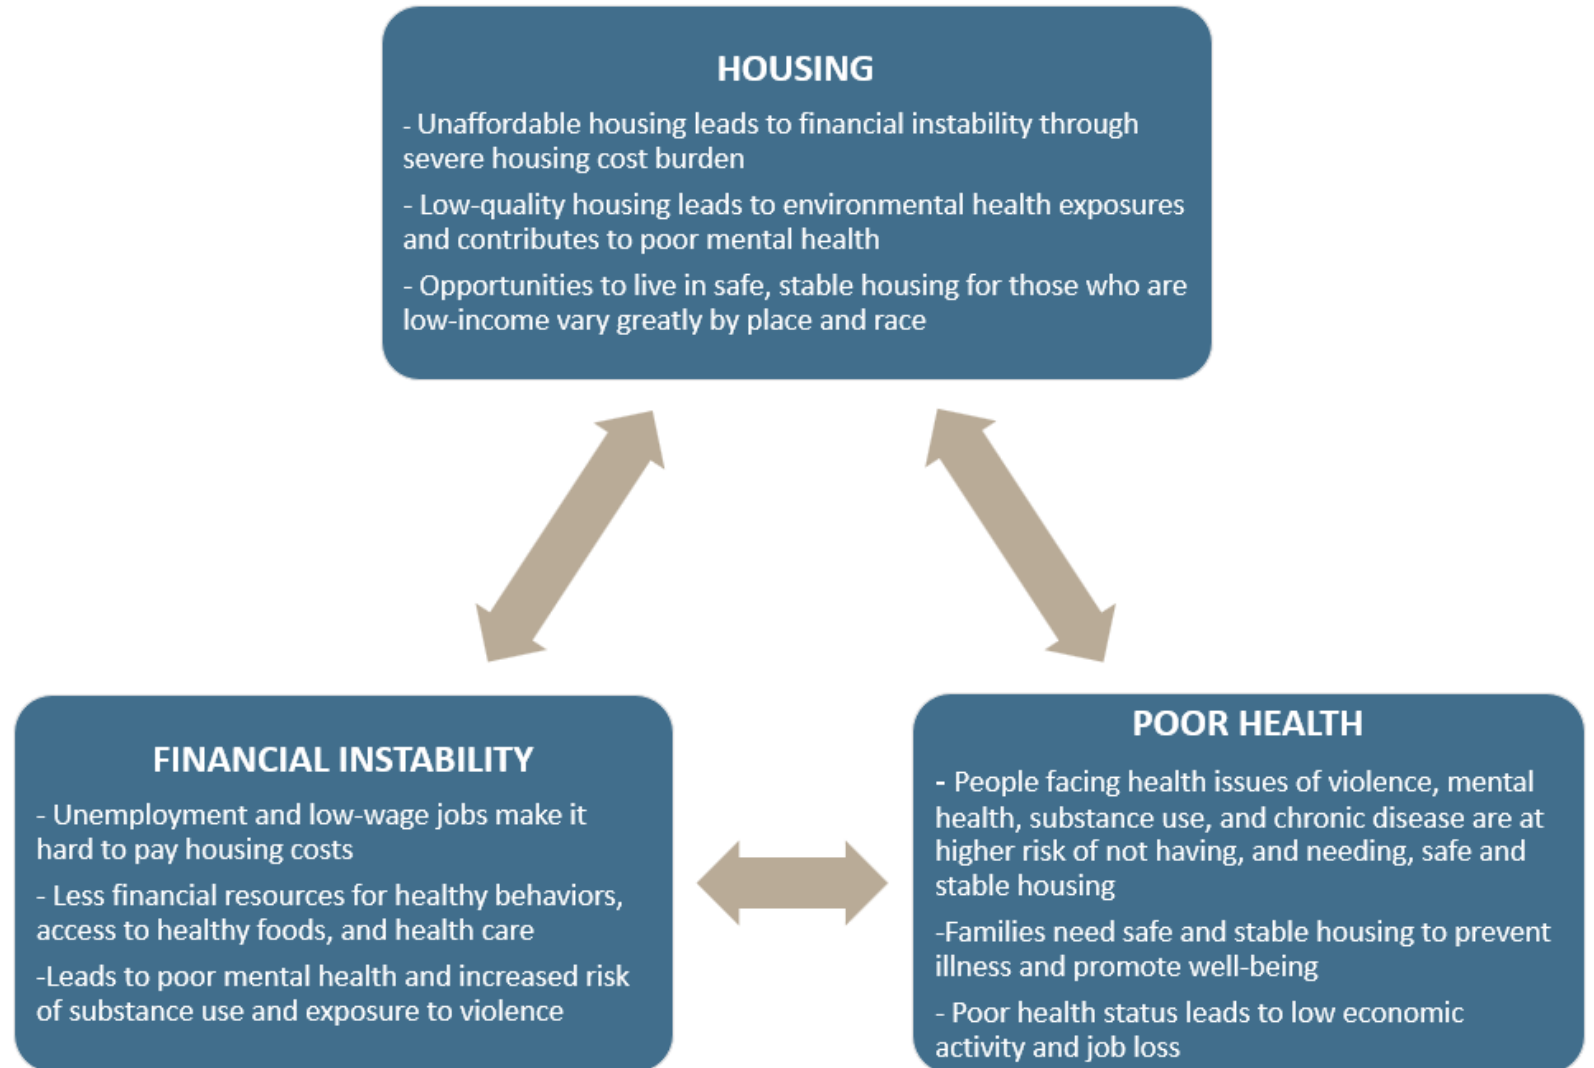 HOUSING
- Unaffordable housing leads to financial instability through
severe housing cost burden
- Low-quality housing leads to environmental health exposures
and contributes to poor mental health
- Opportunities to live in safe, stable housing for those who are
low-income vary greatly by place and race
FINANCIAL INSTABILITY
- Unemployment and low-wage jobs make it
hard to pay housing costs
- Less financial resources for healthy behaviors,
access to healthy foods, and health care
-Leads to poor mental health and increased risk
of substance use and exposure to violence
POOR HEALTH
- People facing health issues of violence, mental
health, substance use, and chronic disease are at
higher risk of not having, and needing, safe and
stable housing
-Families need safe and stable housing to prevent
illness and promote well-being
- Poor health status leads to low economic
activity and job loss